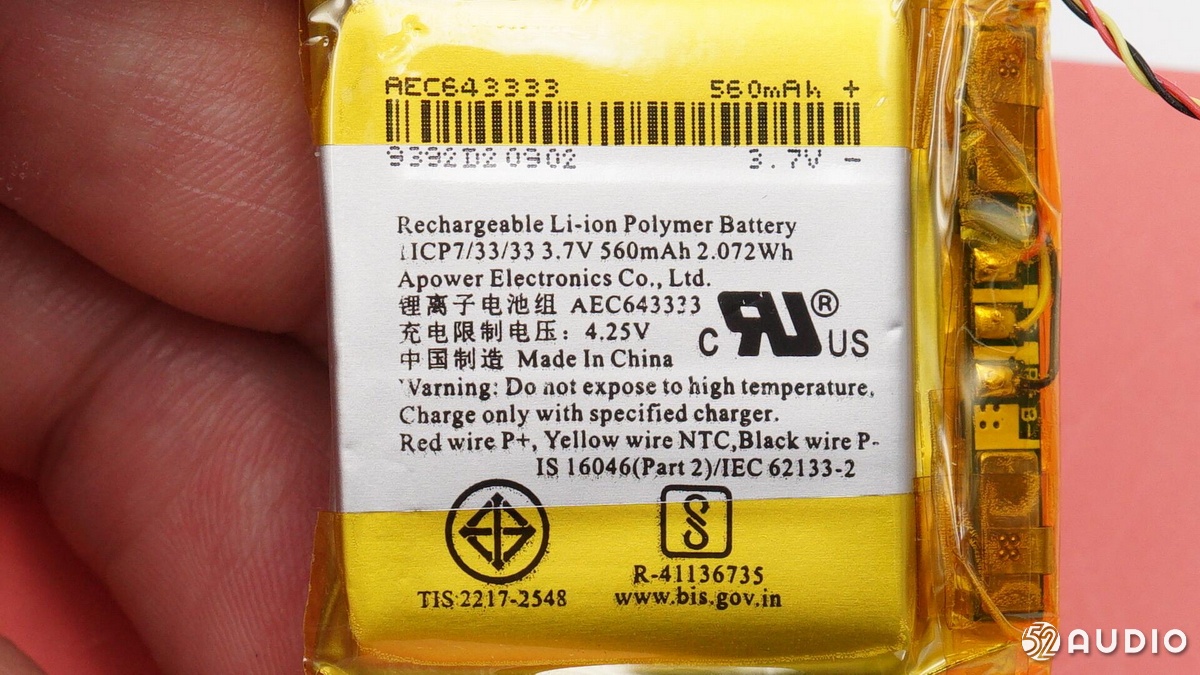 AEC643333 560mAh +
9392D20902 3.7V -
Rechargeable Li-ion Polymer Battery
1ICP7/33/33 3.7V 560mAh 2.072Wh
Apower Electronics Co., Ltd.
锂离子电池组 AEC643333
充电限制电压：4.25V
中国制造 Made In China
Warning: Do not expose to high temperature.
Charge only with specified charger.
Red wire P+, Yellow wire NTC,Black wire P-
IS 16046(Part 2)/IEC 62133-2
C RU ® US
TIS 2217-2548
R-41136735
www.bis.gov.in
B-
52 AUDIO